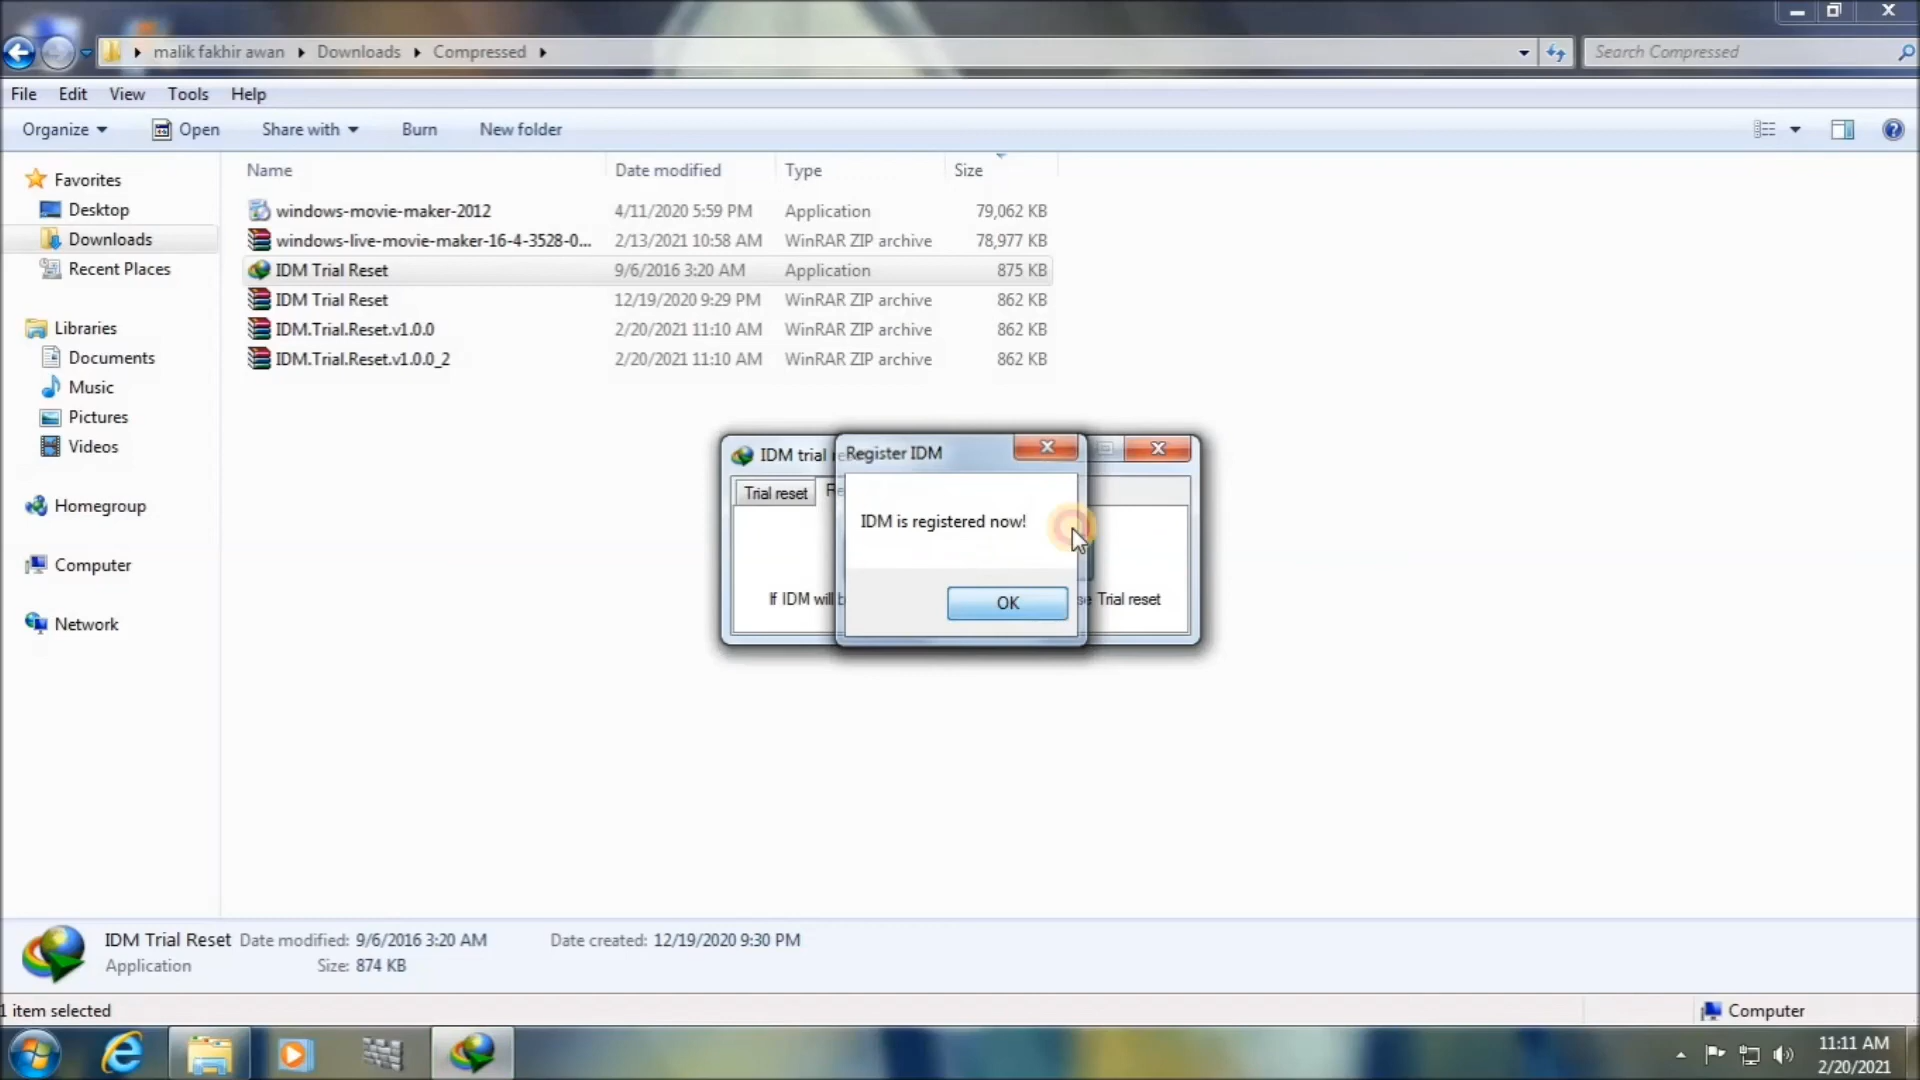 malik fakhir awan Downloads Compressed
Search Compressed
File Edit View Tools Help
Organize Open Share with Burn New folder
Name Date modified Type Size
windows-movie-maker-2012 4/11/2020 5:59 PM Application 79,062 KB
windows-live-movie-maker-16-4-3528-0... 2/13/2021 10:58 AM WinRAR ZIP archive 78,977 KB
IDM Trial Reset 9/6/2016 3:20 AM Application 875 KB
IDM Trial Reset 12/19/2020 9:29 PM WinRAR ZIP archive 862 KB
IDM.Trial.Reset.v1.0.0 2/20/2021 11:10 AM WinRAR ZIP archive 862 KB
IDM.Trial.Reset.v1.0.0_2 2/20/2021 11:10 AM WinRAR ZIP archive 862 KB
Favorites
Desktop
Downloads
Recent Places
Libraries
Documents
Music
Pictures
Videos
Homegroup
Computer
Network
IDM trial
Register IDM
Trial reset
IDM is registered now!
If IDM will
Trial reset
OK
IDM Trial Reset Date modified: 9/6/2016 3:20 AM Date created: 12/19/2020 9:30 PM
Application Size: 874 KB
1 item selected
Computer
11:11 AM
2/20/2021